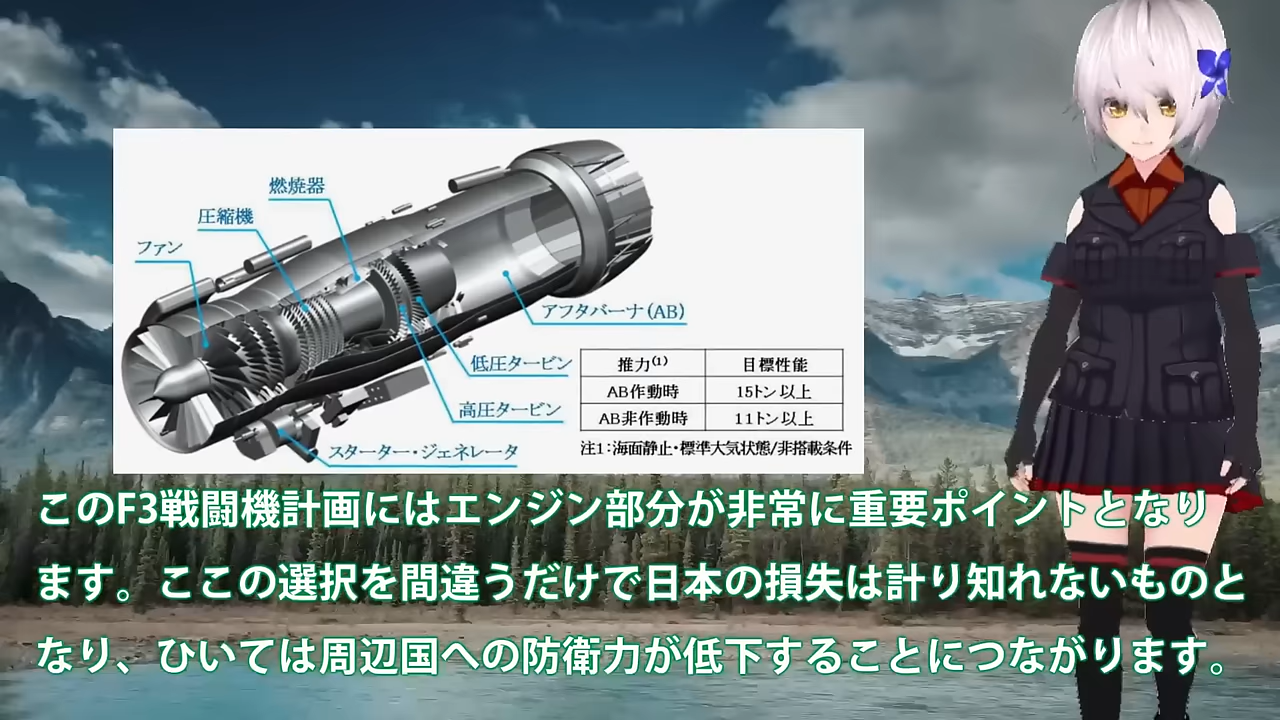 燃焼器
圧縮機
ファン
アフタバーナ(AB)
低圧タービン
高圧タービン
スターター・ジェネレータ
推力(1) 目標性能
AB作動時 15トン以上
AB非作動時 11トン以上
注1:海面静止・標準大気状態/非搭載条件
このF3戦闘機計画にはエンジン部分が非常に重要ポイントとなり
ます。ここの選択を間違うだけで日本の損失は計り知れないものと
なり、ひいては周辺国への防衛力が低下することにつながります。